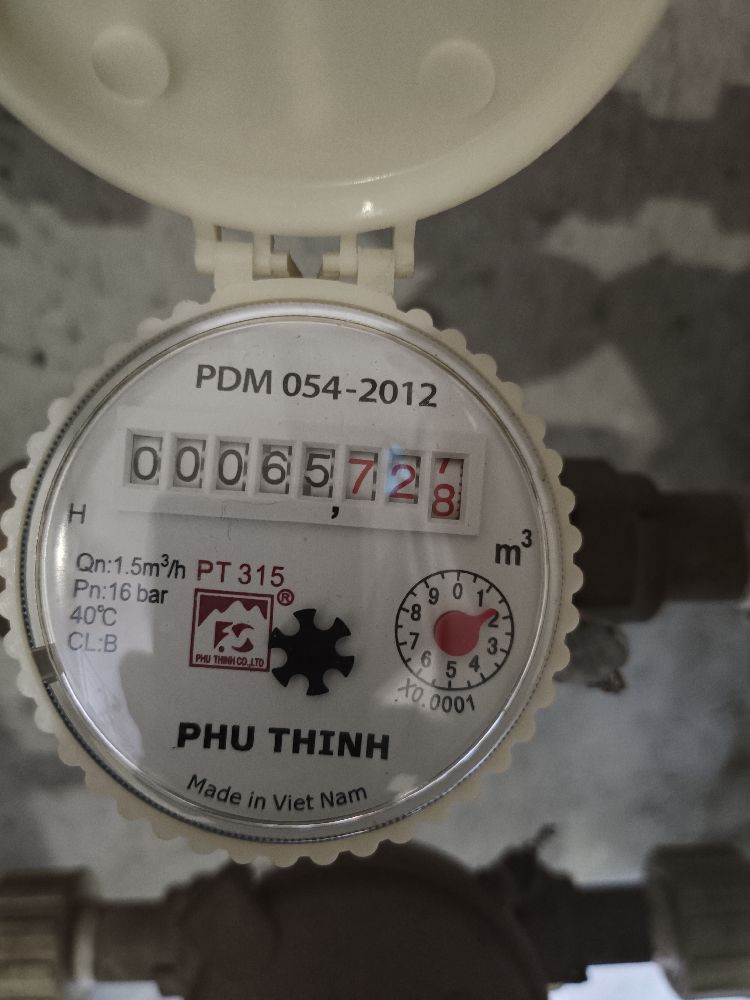 PDM 054-2012
00065,728
H
m³
Qn:1.5m³/h PT 315
Pn:16 bar
40°C
CL:B
®
PHU THINH CO.,LTD
0 1 2 3 4 5 6 7 8 9
X0.0001
PHU THINH
Made in Viet Nam